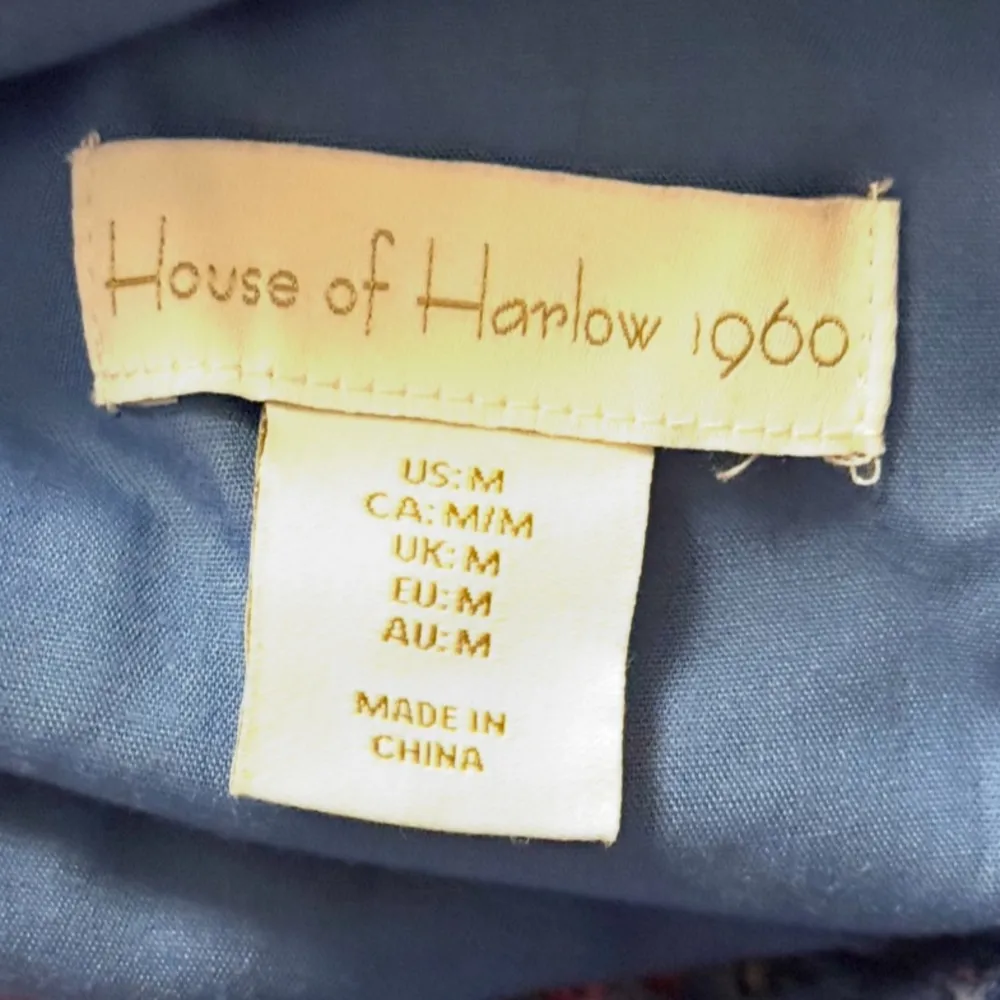 House of Harlow 1960
US: M
CA: M/M
UK: M
EU: M
AU: M
MADE IN
CHINA